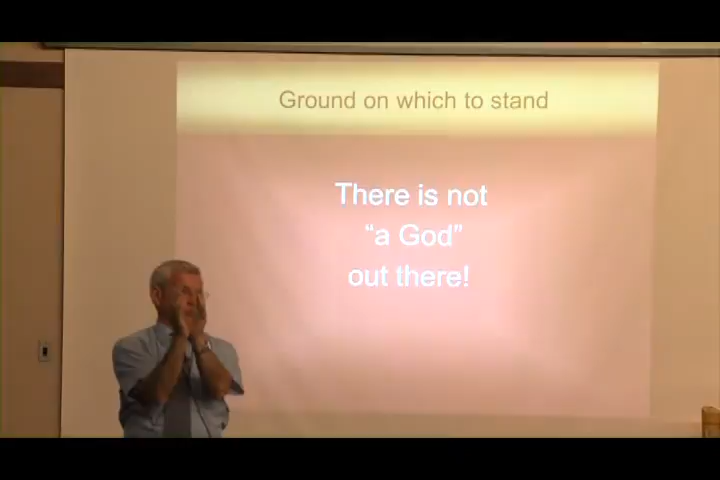 Ground on which to stand
There is not
“a God”
out there!